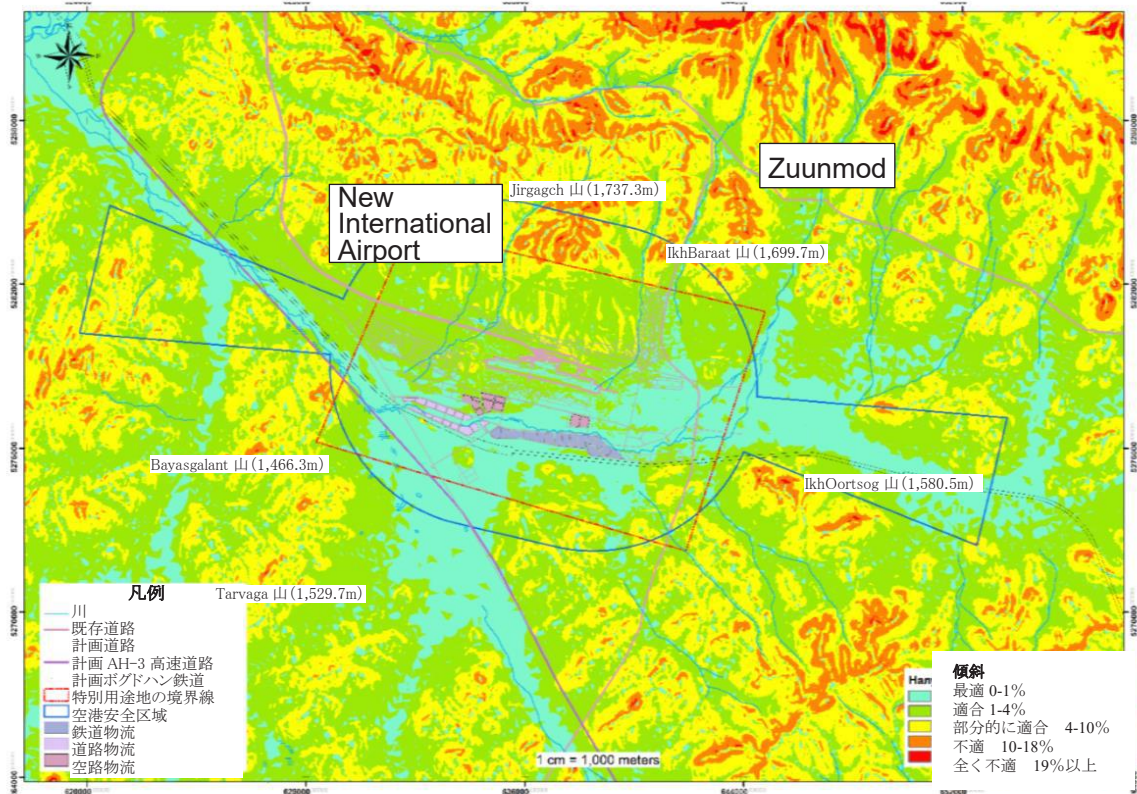 New
International
Airport
Zuunmod
Jirgagch 山(1,737.3m)
IkhBaraat 山(1,699.7m)
Bayasgalant 山(1,466.3m)
IkhOortsog 山(1,580.5m)
Tarvaga 山(1,529.7m)
凡例
川
既存道路
計画道路
計画 AH-3 高速道路
計画ボグドハン鉄道
特別用途地の境界線
空港安全区域
鉄道物流
道路物流
空路物流
1 cm = 1,000 meters
傾斜
最適 0-1%
適合 1-4%
部分的に適合 4-10%
不適 10-18%
全く不適 19%以上
5276000
5270000